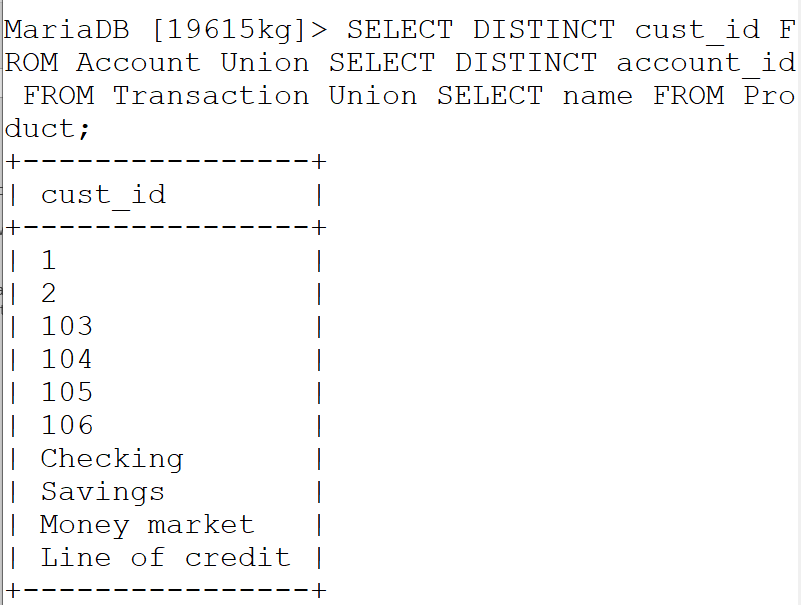 MariaDB [19615kg]> SELECT DISTINCT cust_id F
ROM Account Union SELECT DISTINCT account_id
 FROM Transaction Union SELECT name FROM Pro
duct;
+----------------+
| cust_id        |
+----------------+
| 1              |
| 2              |
| 103            |
| 104            |
| 105            |
| 106            |
| Checking       |
| Savings        |
| Money market   |
| Line of credit |
+----------------+